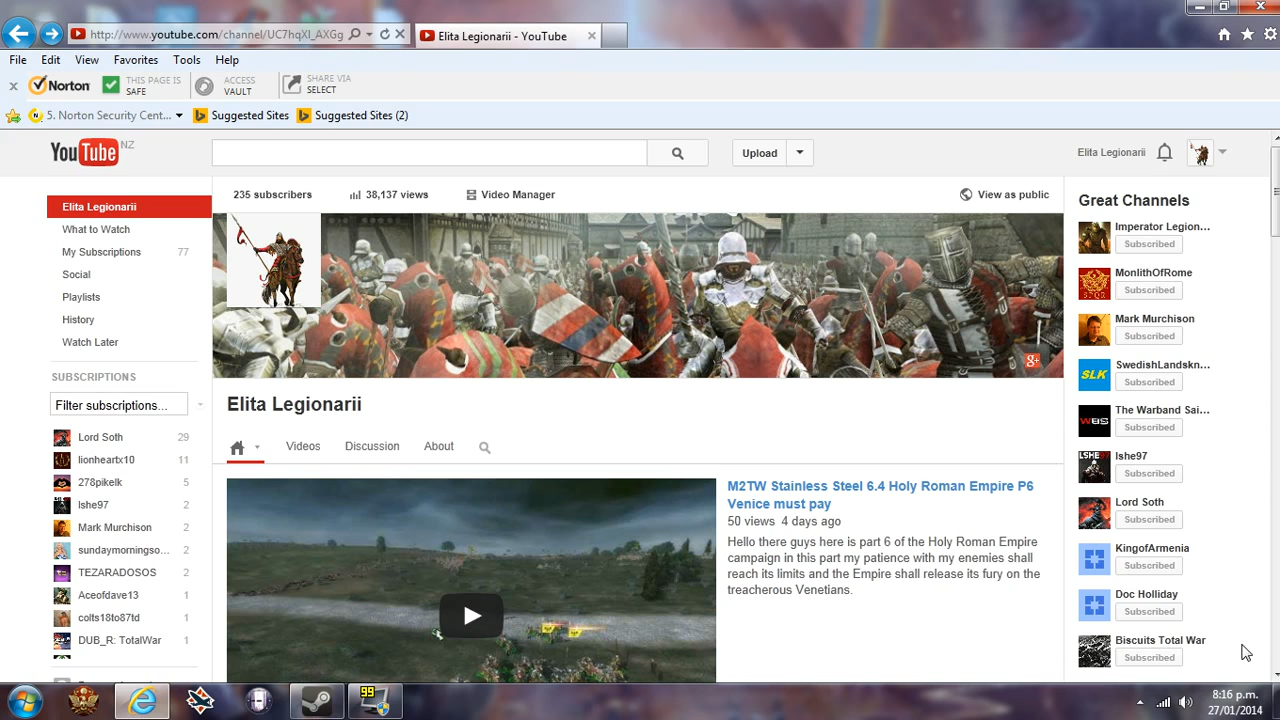 http://www.youtube.com/channel/UC7hqXI_AXGg
Elita Legionarii - YouTube
File Edit View Favorites Tools Help
Norton
THIS PAGE IS
SAFE
ACCESS
VAULT
SHARE VIA
SELECT
5. Norton Security Cent...
Suggested Sites
Suggested Sites (2)
YouTube NZ
Upload
Elita Legionarii
235 subscribers
38,137 views
Video Manager
View as public
Elita Legionarii
What to Watch
My Subscriptions 77
Social
Playlists
History
Watch Later
SUBSCRIPTIONS
Filter subscriptions...
Lord Soth 29
lionheartx10 11
278pikelk 5
lshe97 2
Mark Murchison 2
sundaymorningso... 2
TEZARADOSOS 2
Aceofdave13 1
colts18to87td 1
DUB_R: TotalWar 1
g+
Elita Legionarii
Videos Discussion About
M2TW Stainless Steel 6.4 Holy Roman Empire P6
Venice must pay
50 views 4 days ago
Hello there guys here is part 6 of the Holy Roman Empire
campaign in this part my patience with my enemies shall
reach its limits and the Empire shall release its fury on the
treacherous Venetians.
Great Channels
Imperator Legion...
Subscribed
MonlithOfRome
Subscribed
Mark Murchison
Subscribed
SLK
SwedishLandskn...
Subscribed
WBS
The Warband Sai...
Subscribed
LSHE97
lshe97
Subscribed
Lord Soth
Subscribed
KingofArmenia
Subscribed
Doc Holliday
Subscribed
Biscuits Total War
Subscribed
99
8:16 p.m.
27/01/2014